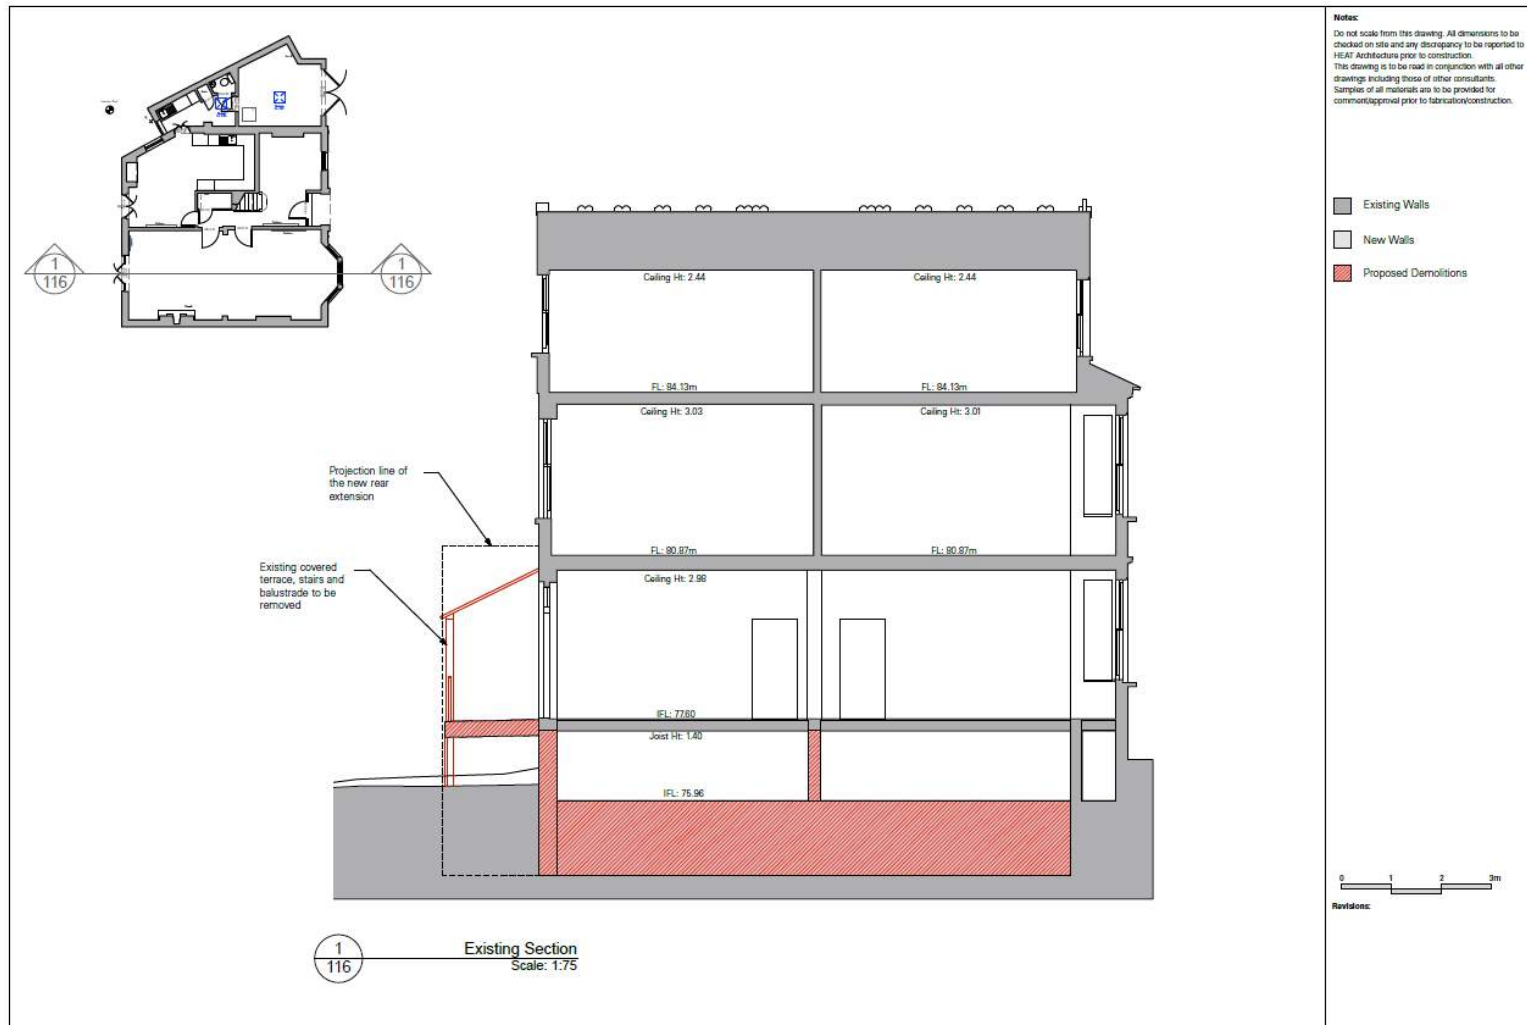 Notes:
Do not scale from this drawing. All dimensions to be
checked on site and any discrepancy to be reported to
HEAT Architecture prior to construction.
This drawing is to be read in conjunction with all other
drawings including those of other consultants.
Samples of all materials are to be provided for
comment/approval prior to fabrication/construction.
Existing Walls
New Walls
Proposed Demolitions
1
116
1
116
Ceiling Ht: 2.44
Ceiling Ht: 2.44
FL: 84.13m
FL: 84.13m
Ceiling Ht: 3.03
Ceiling Ht: 3.01
Projection line of
the new rear
extension
FL: 80.87m
FL: 80.87m
Existing covered
terrace, stairs and
balustrade to be
removed
Ceiling Ht: 2.98
IFL: 77.60
Joist Ht: 1.40
IFL: 75.96
0 1 2 3m
Revisions:
1
116
Existing Section
Scale: 1:75